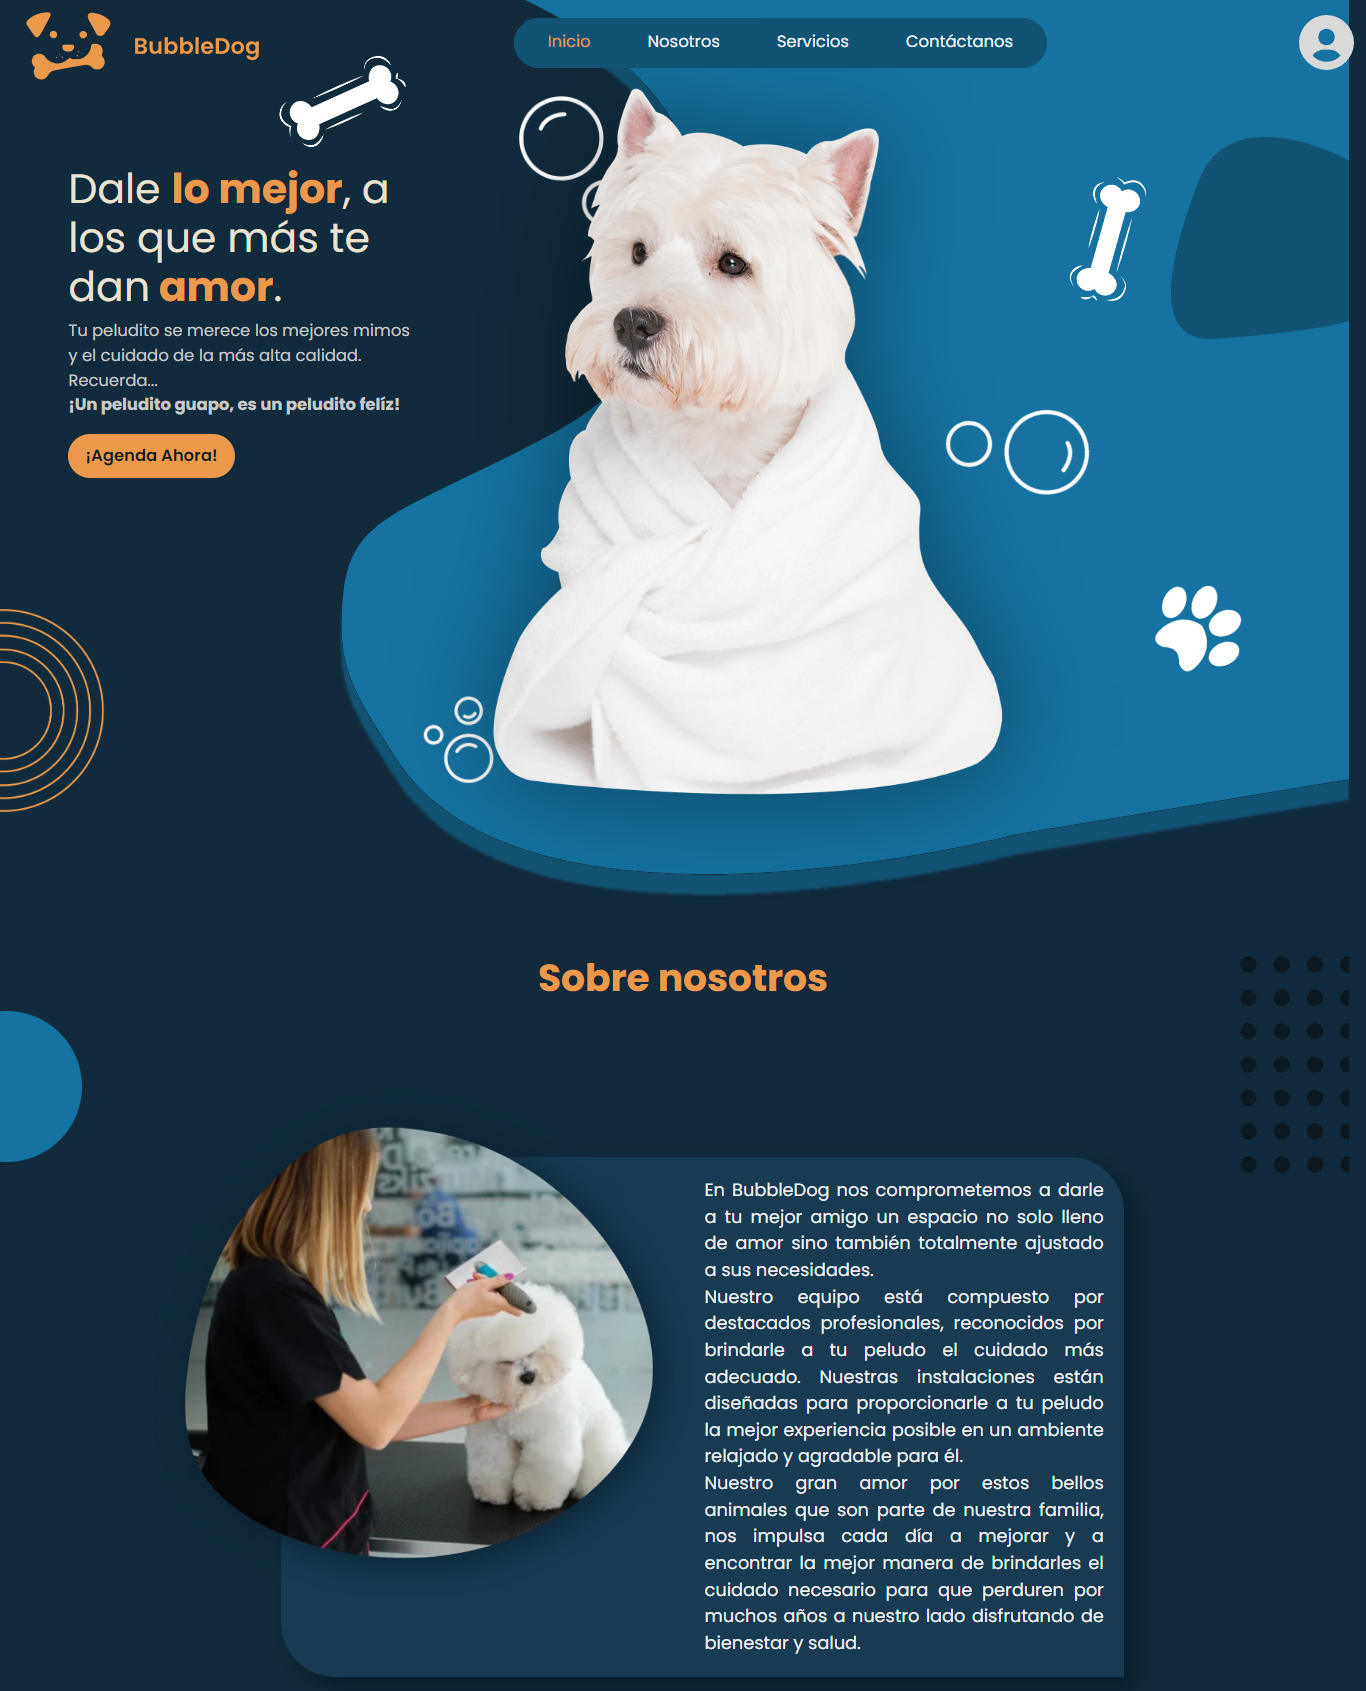 BubbleDog
Inicio Nosotros Servicios Contáctanos
Dale lo mejor, a
los que más te
dan amor.
Tu peludito se merece los mejores mimos
y el cuidado de la más alta calidad.
Recuerda...
¡Un peludito guapo, es un peludito felíz!
¡Agenda Ahora!
Sobre nosotros
En BubbleDog nos comprometemos a darle
a tu mejor amigo un espacio no solo lleno
de amor sino también totalmente ajustado
a sus necesidades.
Nuestro equipo está compuesto por
destacados profesionales, reconocidos por
brindarle a tu peludo el cuidado más
adecuado. Nuestras instalaciones están
diseñadas para proporcionarle a tu peludo
la mejor experiencia posible en un ambiente
relajado y agradable para él.
Nuestro gran amor por estos bellos
animales que son parte de nuestra familia,
nos impulsa cada día a mejorar y a
encontrar la mejor manera de brindarles el
cuidado necesario para que perduren por
muchos años a nuestro lado disfrutando de
bienestar y salud.